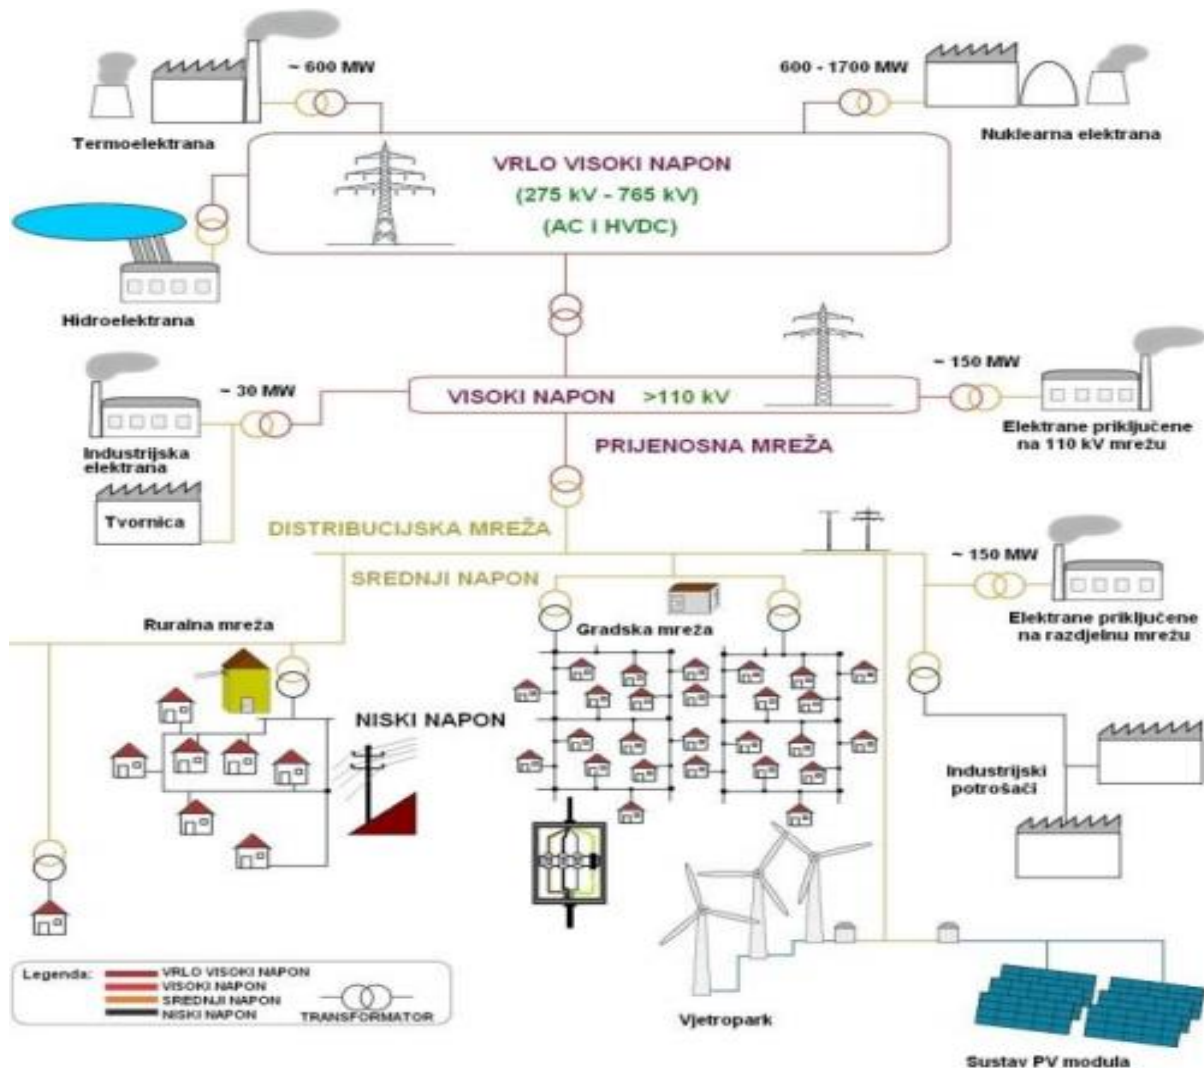 ~ 600 MW
600 - 1700 MW
Termoelektrana
Nuklearna elektrana
VRLO VISOKI NAPON
(275 kV - 765 kV)
(AC I HVDC)
Hidroelektrana
~ 30 MW
VISOKI NAPON >110 kV
~ 150 MW
Industrijska
elektrana
Elektrane priključene
na 110 kV mrežu
PRIJENOSNA MREŽA
Tvornica
DISTRIBUCIJSKA MREŽA
~ 150 MW
SREDNJI NAPON
Ruralna mreža
Gradska mreža
Elektrane priključene
na razdjelnu mrežu
NISKI NAPON
Industrijski
potrošači
Legenda:
VRLO VISOKI NAPON
VISOKI NAPON
SREDNJI NAPON
NISKI NAPON
TRANSFORMATOR
Vjetropark
Sustav PV modula